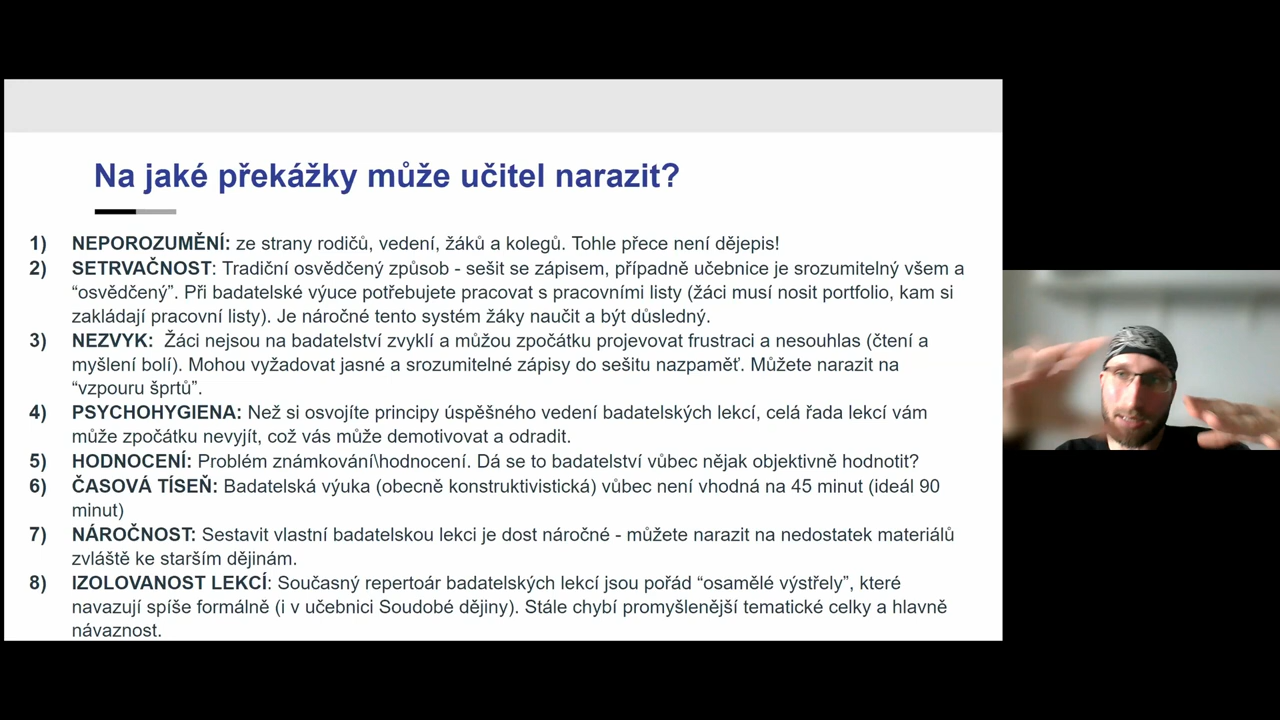 Na jaké překážky může učitel narazit?
1) NEPOROZUMĚNÍ: ze strany rodičů, vedení, žáků a kolegů. Tohle přece není dějepis!
2) SETRVAČNOST: Tradiční osvědčený způsob - sešit se zápisem, případně učebnice je srozumitelný všem a
“osvědčený”. Při badatelské výuce potřebujete pracovat s pracovními listy (žáci musí nosit portfolio, kam si
zakládají pracovní listy). Je náročné tento systém žáky naučit a být důsledný.
3) NEZVYK: Žáci nejsou na badatelství zvyklí a můžou zpočátku projevovat frustraci a nesouhlas (čtení a
myšlení bolí). Mohou vyžadovat jasné a srozumitelné zápisy do sešitu nazpaměť. Můžete narazit na
“vzpouru šprtů”.
4) PSYCHOHYGIENA: Než si osvojíte principy úspěšného vedení badatelských lekcí, celá řada lekcí vám
může zpočátku nevyjít, což vás může demotivovat a odradit.
5) HODNOCENÍ: Problém známkování\hodnocení. Dá se to badatelství vůbec nějak objektivně hodnotit?
6) ČASOVÁ TÍSEŇ: Badatelská výuka (obecně konstruktivistická) vůbec není vhodná na 45 minut (ideál 90
minut)
7) NÁROČNOST: Sestavit vlastní badatelskou lekci je dost náročné - můžete narazit na nedostatek materiálů
zvláště ke starším dějinám.
8) IZOLOVANOST LEKCÍ: Současný repertoár badatelských lekcí jsou pořád “osamělé výstřely”, které
navazují spíše formálně (i v učebnici Soudobé dějiny). Stále chybí promyšlenější tematické celky a hlavně
návaznost.